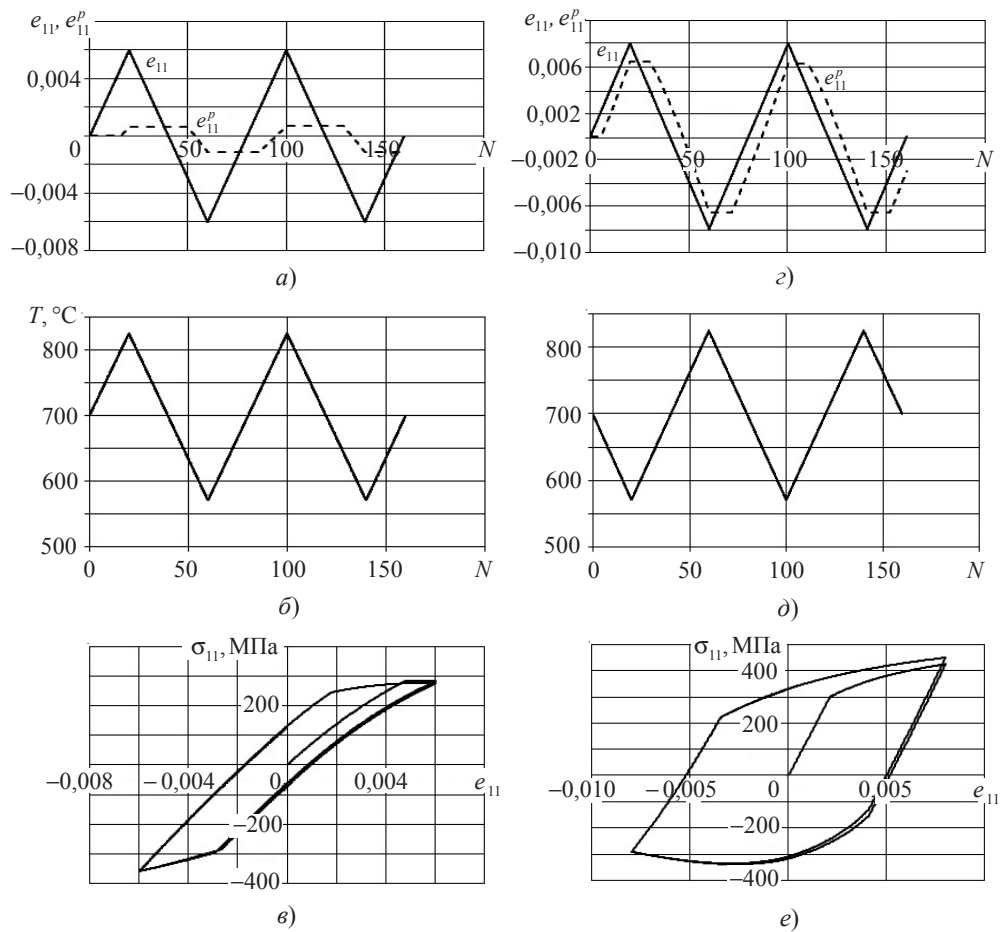 e₁₁, e₁₁ᵖ
0,004
0
−0,004
−0,008
e₁₁
e₁₁ᵖ
50 100 150 N
а)
e₁₁, e₁₁ᵖ
0,006
0,002
−0,002
−0,006
−0,010
e₁₁
e₁₁ᵖ
0 50 100 150 N
г)
T, °C
800
700
600
500
0 50 100 150 N
б)
800
700
600
500
0 50 100 150 N
д)
σ₁₁, МПа
200
−0,008 −0,004 0 0,004 e₁₁
−200
−400
в)
σ₁₁, МПа
400
200
−0,010 −0,005 0 0,005 e₁₁
−200
−400
е)